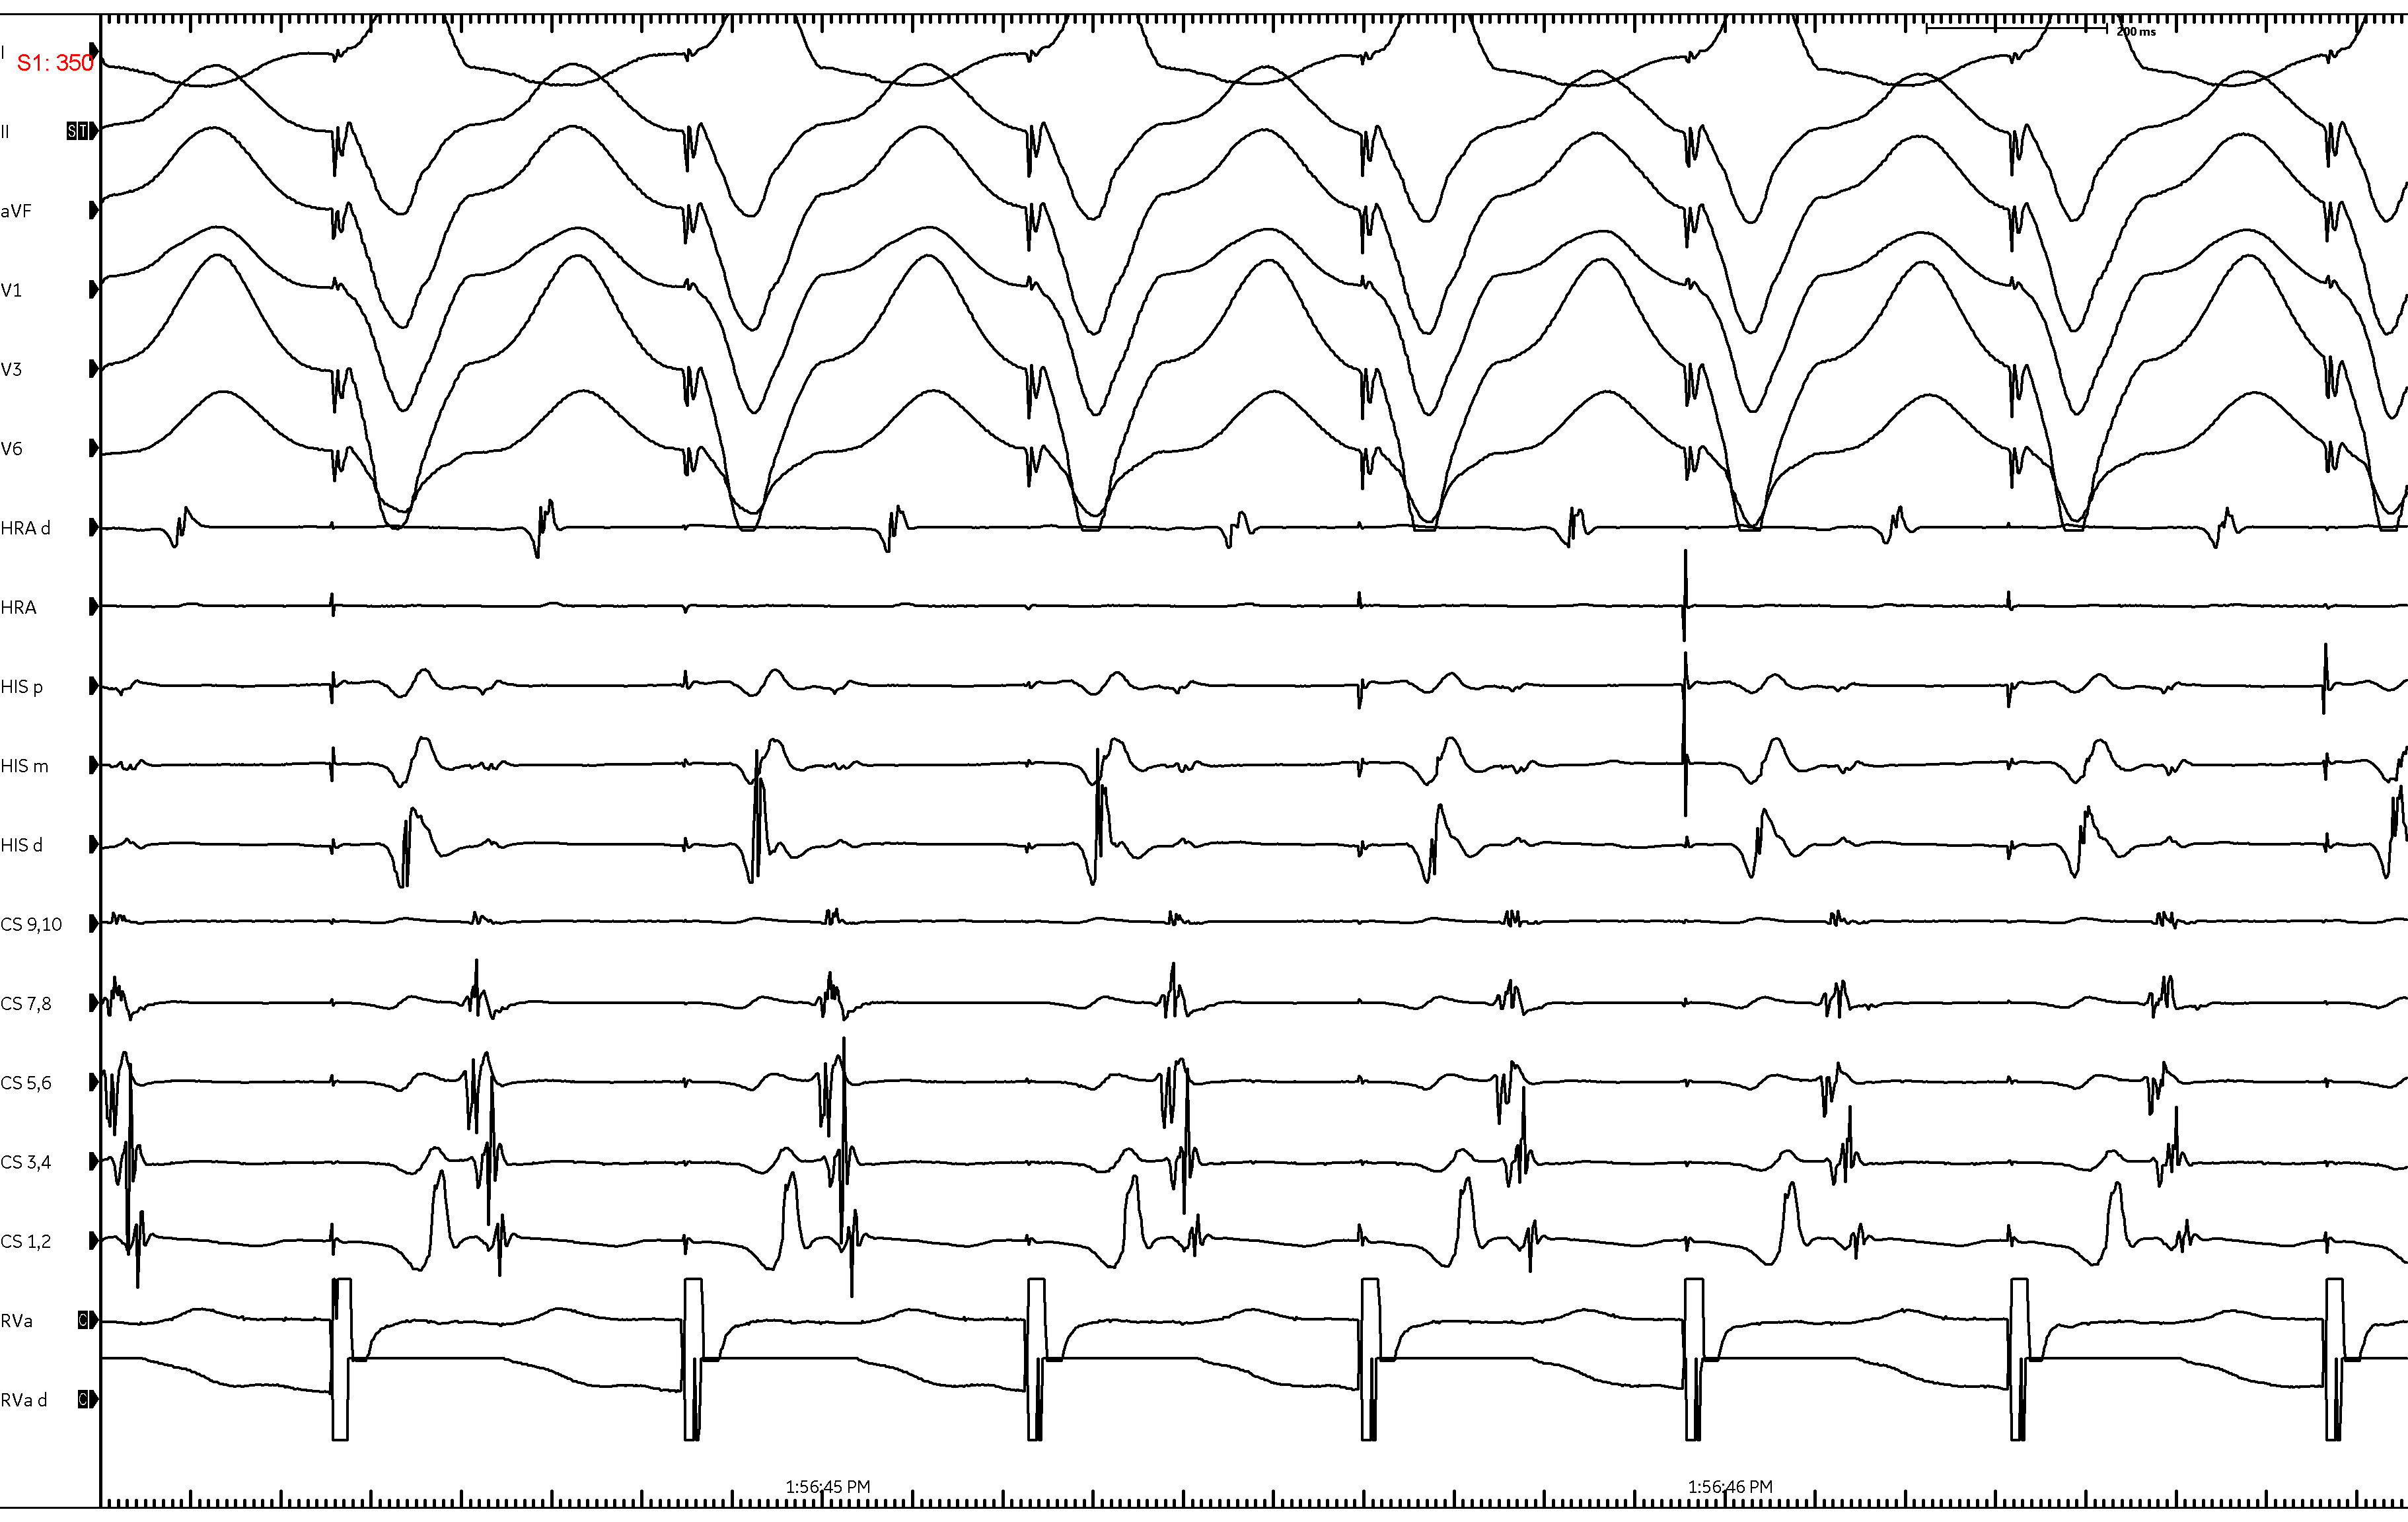 I
S1: 350
200 ms
II ST
aVF
V1
V3
V6
HRA d
HRA
HIS p
HIS m
HIS d
CS 9,10
CS 7,8
CS 5,6
CS 3,4
CS 1,2
RVa C
RVa d C
1:56:45 PM 1:56:46 PM